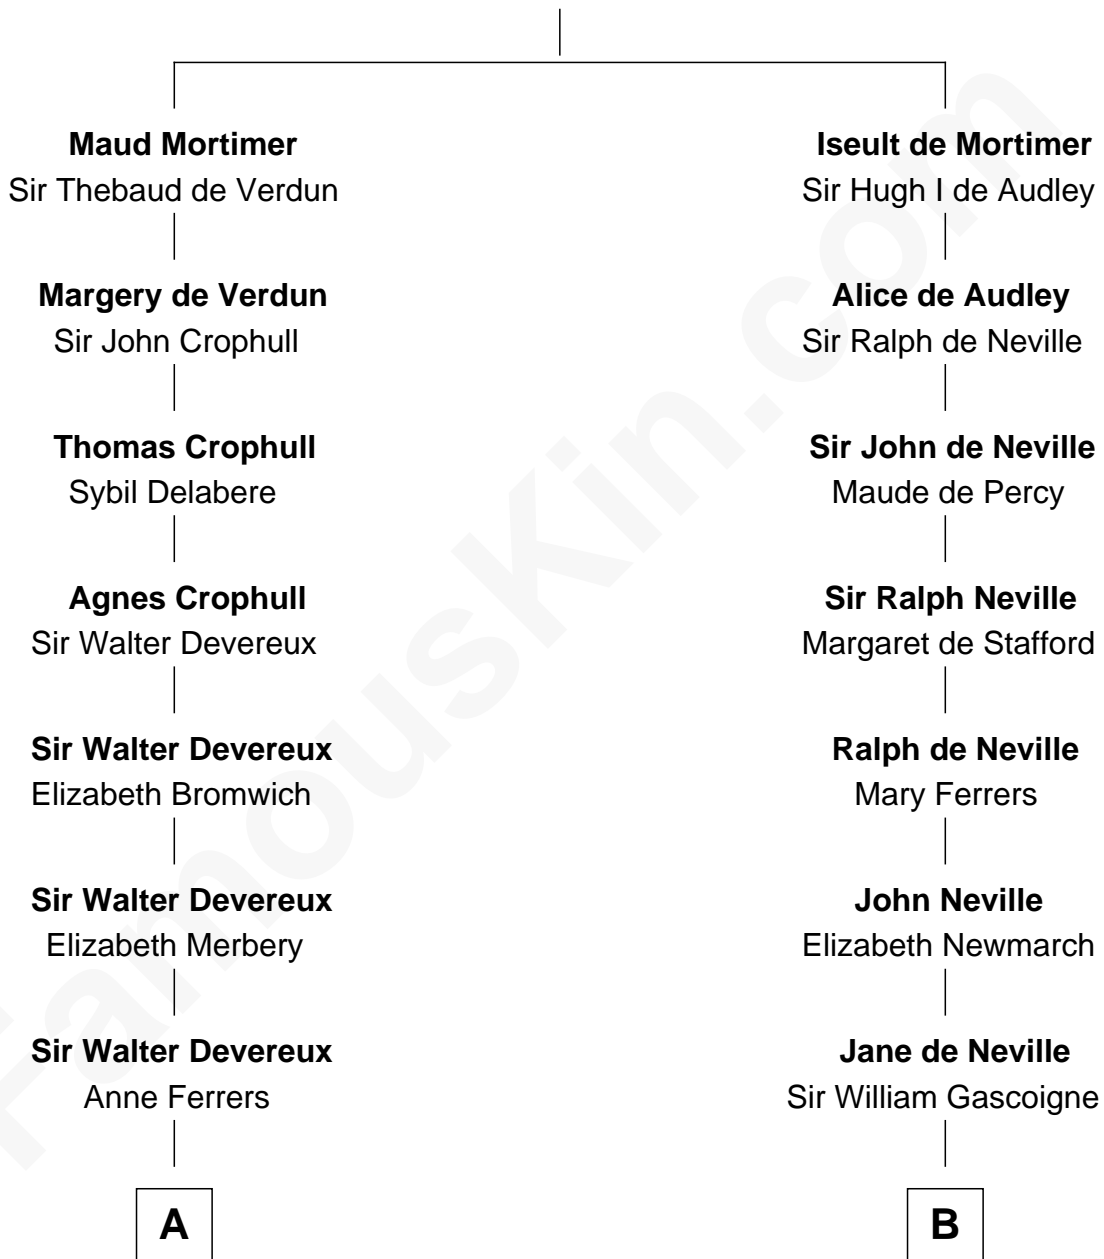 Maud Mortimer
Sir Thebaud de Verdun
Iseult de Mortimer
Sir Hugh I de Audley
Margery de Verdun
Sir John Crophull
Alice de Audley
Sir Ralph de Neville
Thomas Crophull
Sybil Delabere
Sir John de Neville
Maude de Percy
Agnes Crophull
Sir Walter Devereux
Sir Ralph Neville
Margaret de Stafford
Sir Walter Devereux
Elizabeth Bromwich
Ralph de Neville
Mary Ferrers
Sir Walter Devereux
Elizabeth Merbery
John Neville
Elizabeth Newmarch
Sir Walter Devereux
Anne Ferrers
Jane de Neville
Sir William Gascoigne
A
B
FamousKin.com